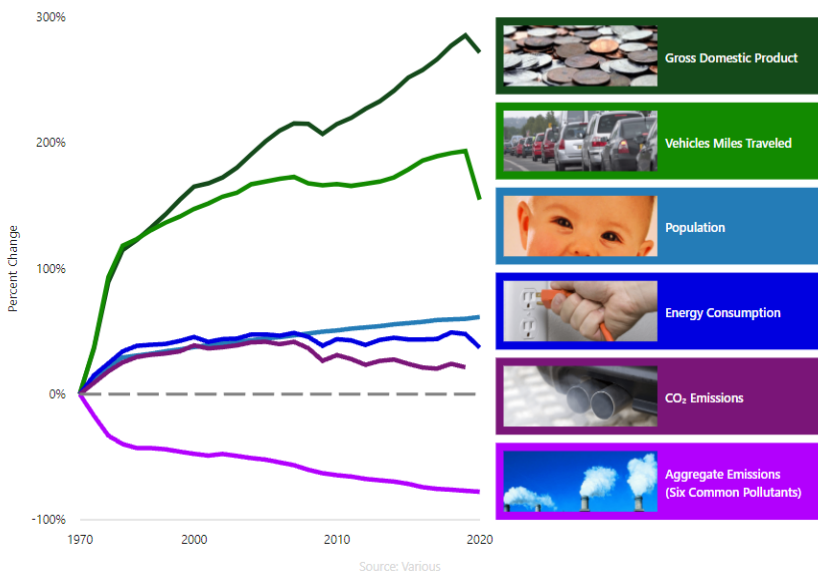 300%
200%
100%
0%
-100%
Percent Change
1970
2000
2010
2020
Source: Various
Gross Domestic Product
Vehicles Miles Traveled
Population
Energy Consumption
CO₂ Emissions
Aggregate Emissions
(Six Common Pollutants)